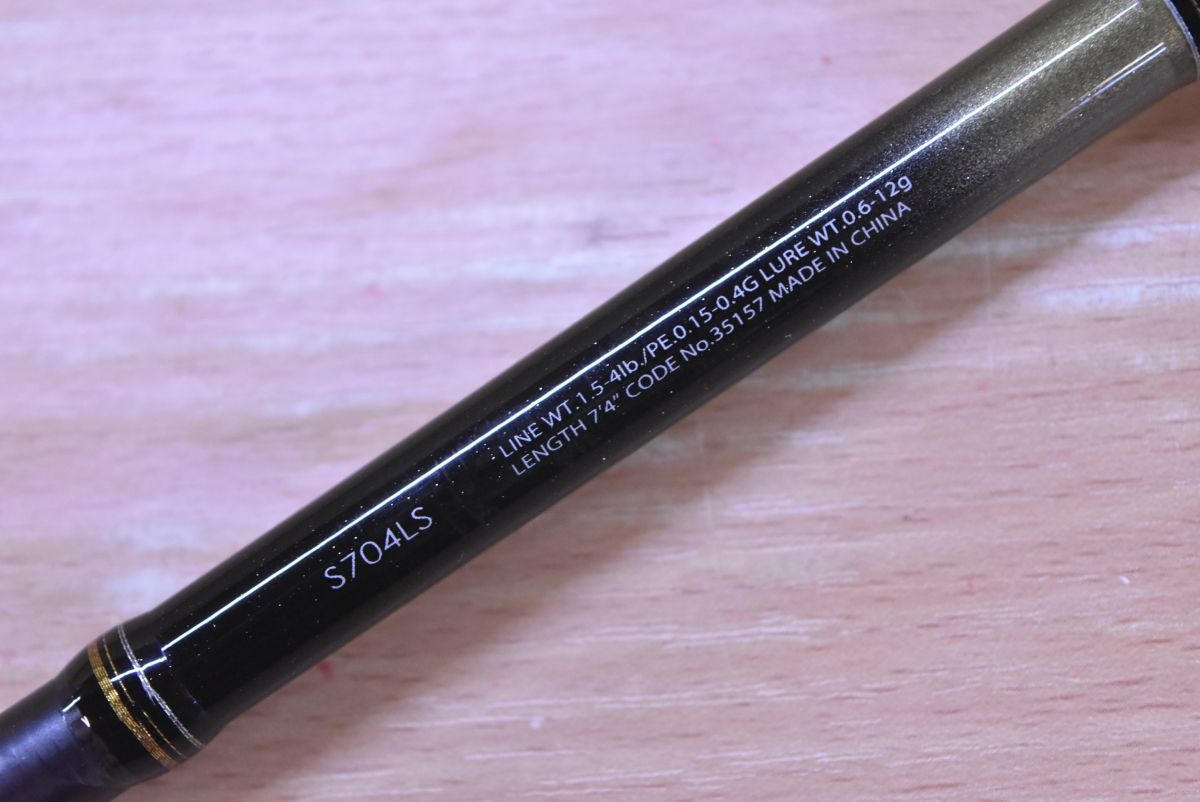 LINE WT.1.5-4lb./PE.0.15-0.4G LURE WT.0.6-12g
LENGTH 7'4" CODE No.35157 MADE IN CHINA
S704LS